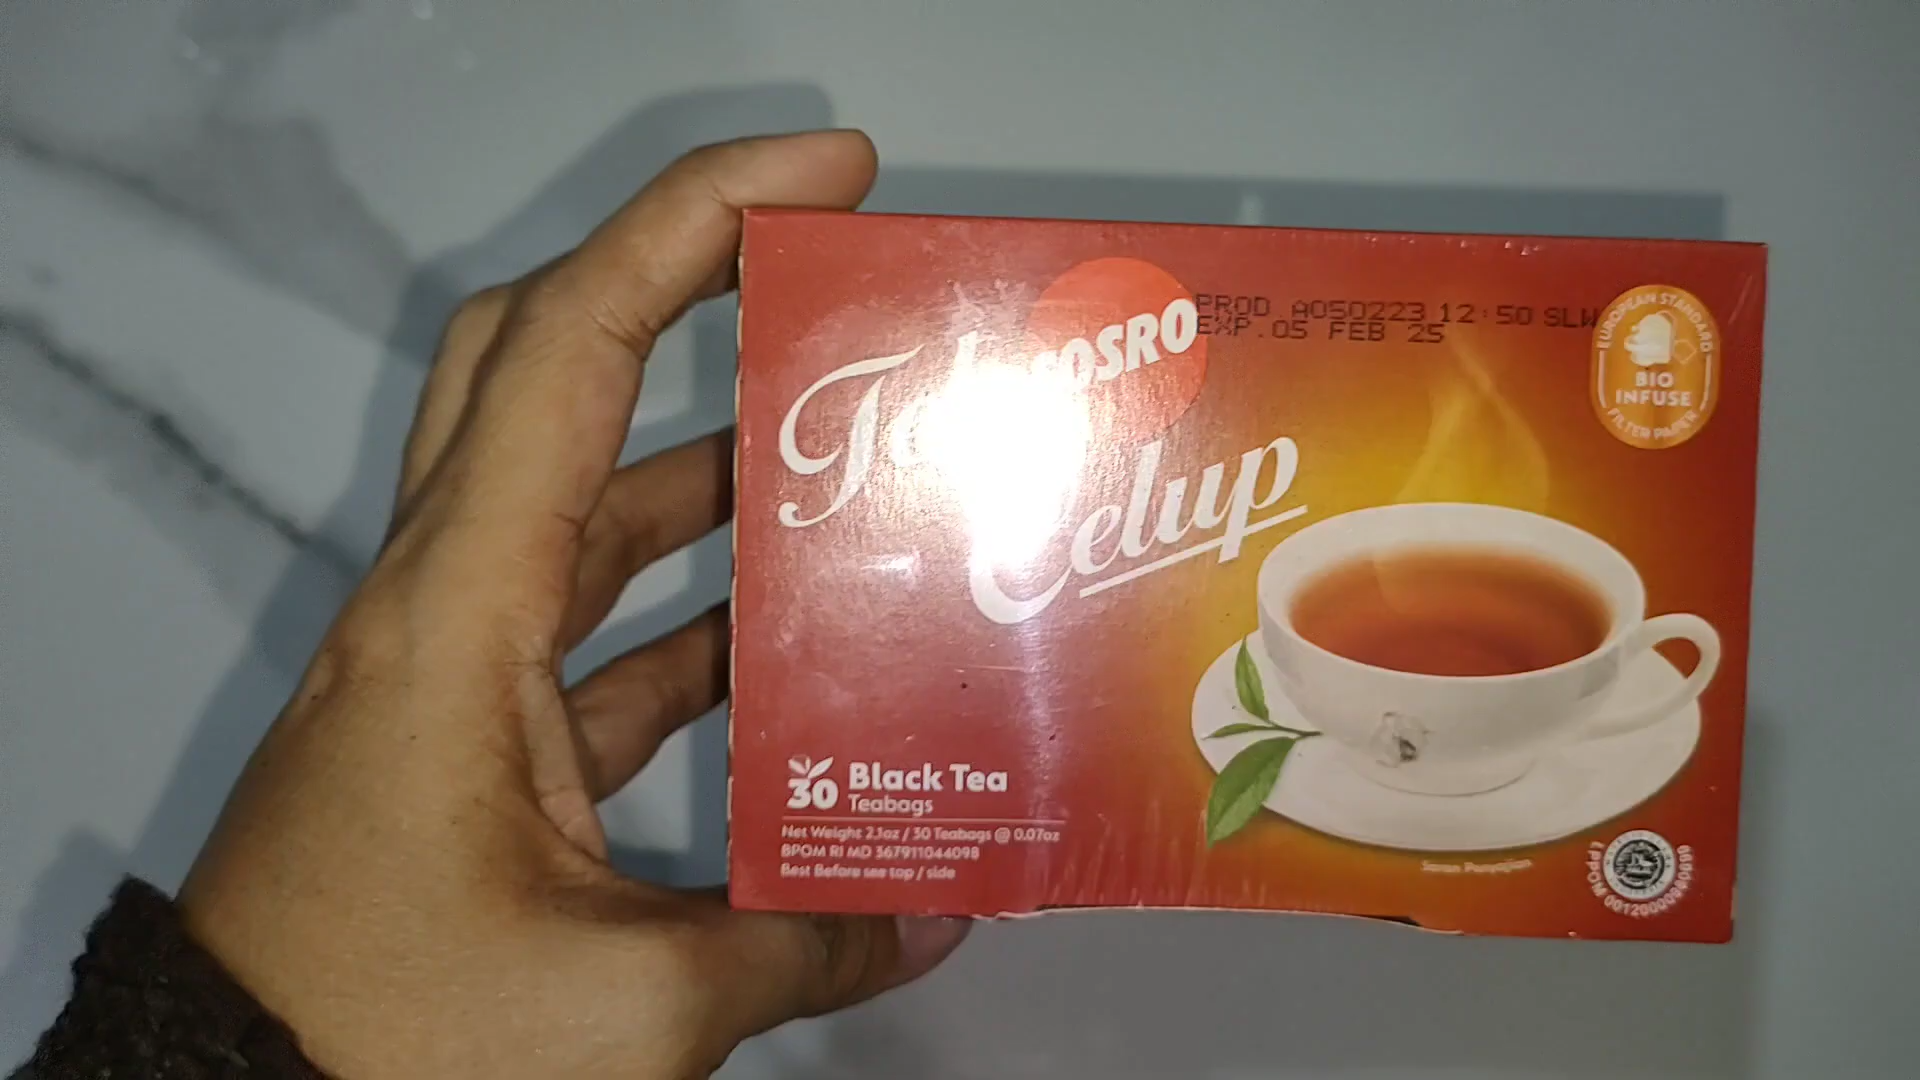 SOSRO
PROD A050223 12:50 SLW
EXP.05 FEB 25
Teh
Celup
EUROPEAN STANDARD
BIO
INFUSE
FILTER PAPER
30 Black Tea
Teabags
Net Weight 2,1oz / 30 Teabags @ 0.07oz
BPOM RI MD 367911044098
Best Before see top / side
Saran Penyajian